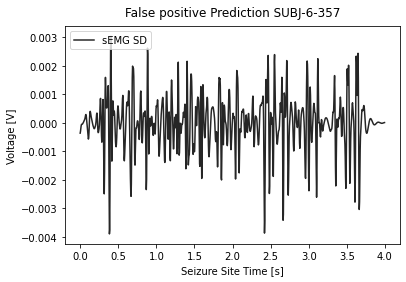 False positive Prediction SUBJ-6-357
sEMG SD
Voltage [V]
0.003
0.002
0.001
0.000
−0.001
−0.002
−0.003
−0.004
0.0 0.5 1.0 1.5 2.0 2.5 3.0 3.5 4.0
Seizure Site Time [s]